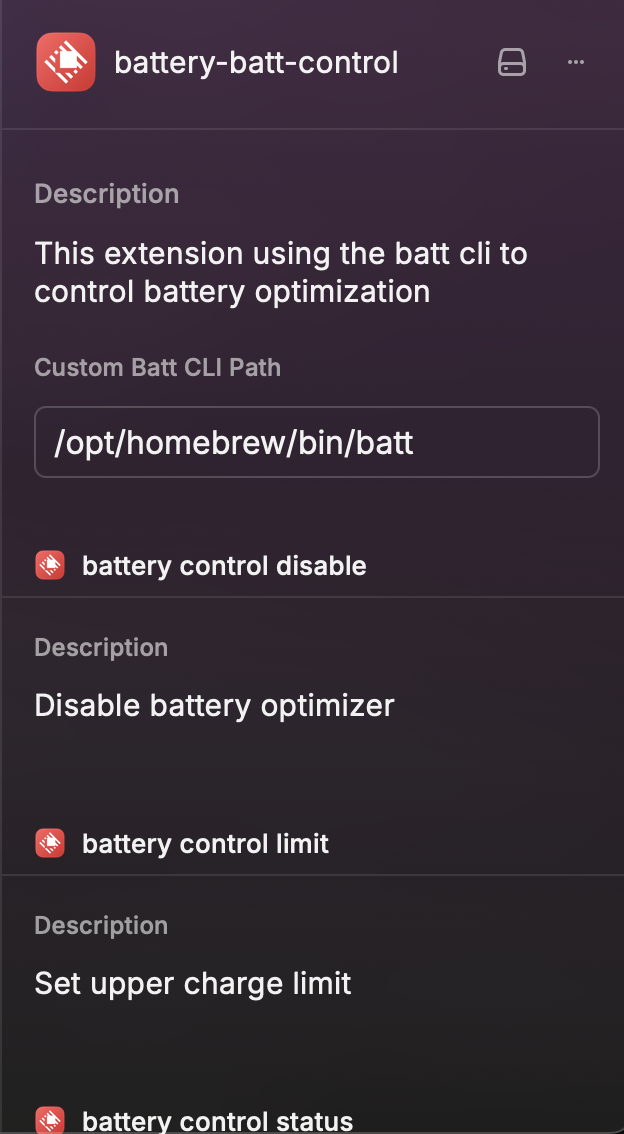 battery-batt-control
Description
This extension using the batt cli to
control battery optimization
Custom Batt CLI Path
/opt/homebrew/bin/batt
battery control disable
Description
Disable battery optimizer
battery control limit
Description
Set upper charge limit
battery control status